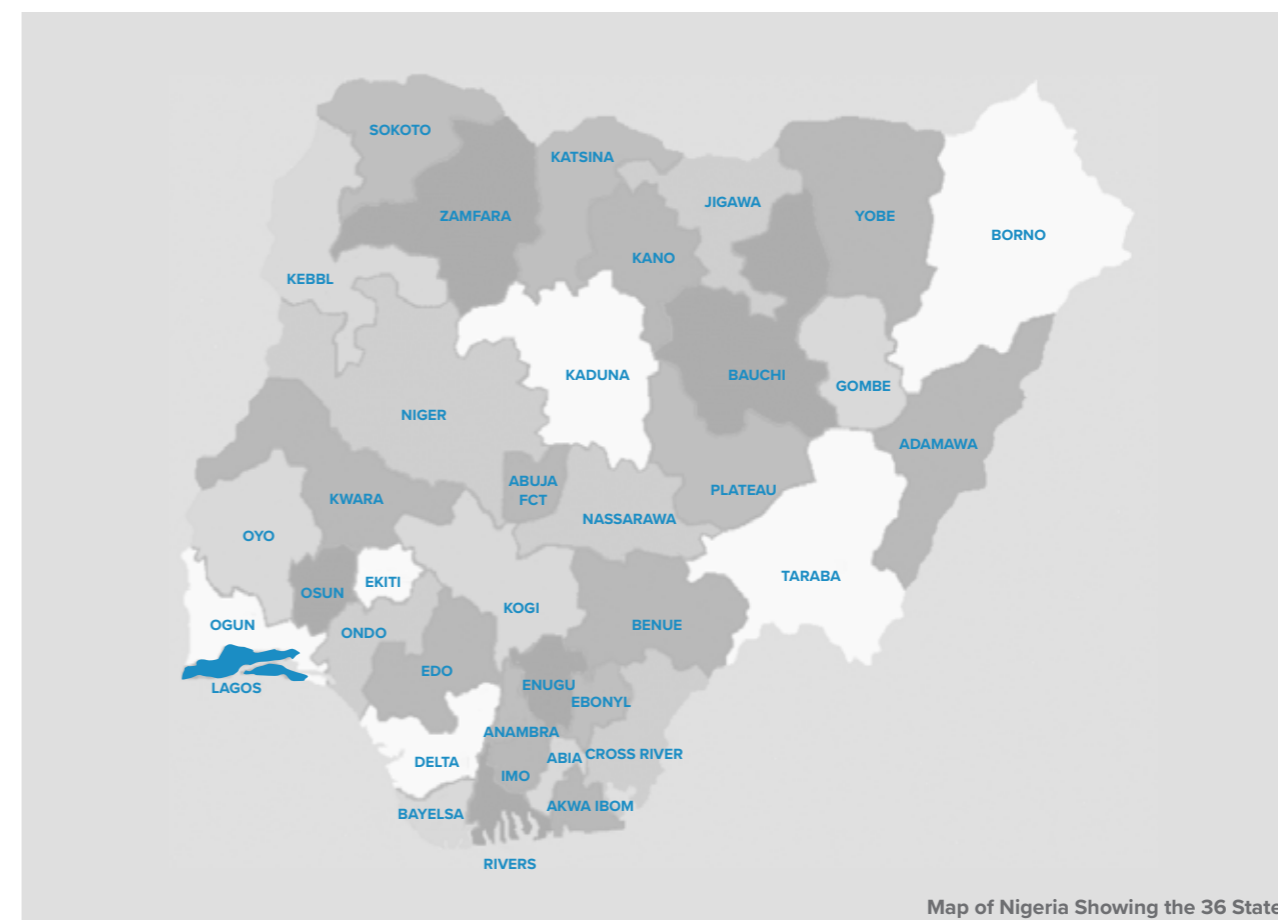 SOKOTO
KATSINA
ZAMFARA
JIGAWA
YOBE
BORNO
KANO
KEBBL
KADUNA
BAUCHI
GOMBE
NIGER
ADAMAWA
ABUJA
FCT
PLATEAU
KWARA
NASSARAWA
OYO
TARABA
EKITI
OSUN
KOGI
OGUN
ONDO
BENUE
EDO
ENUGU
LAGOS
EBONYL
ANAMBRA
CROSS RIVER
ABIA
DELTA
IMO
AKWA IBOM
BAYELSA
RIVERS
Map of Nigeria Showing the 36 State